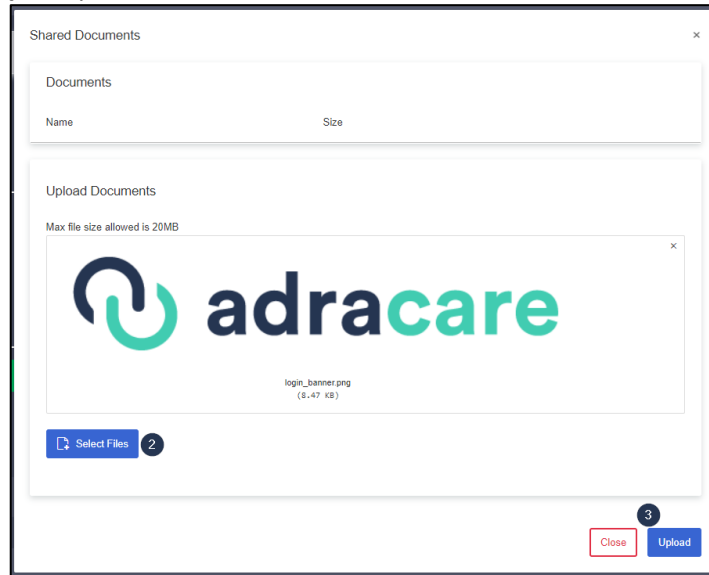 Shared Documents ×
Documents
Name Size
Upload Documents
Max file size allowed is 20MB
×
adracare
login_banner.png
(8.47 KB)
Select Files 2
3
Close Upload